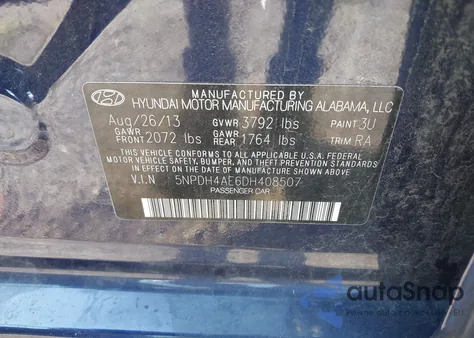 MANUFACTURED BY
HYUNDAI MOTOR MANUFACTURING ALABAMA, LLC
Aug/26/13 GVWR 3792 lbs PAINT 3U
GAWR FRONT 2072 lbs GAWR REAR 1764 lbs TRIM RA
THIS VEHICLE CONFORMS TO ALL APPLICABLE U.S.A. FEDERAL
MOTOR VEHICLE SAFETY, BUMPER, AND THEFT PREVENTION STANDARDS
IN EFFECT ON THE DATE OF MANUFACTURE SHOWN ABOVE.
V.I.N 5NPDH4AE6DH408507
PASSENGER CAR
autoSnap